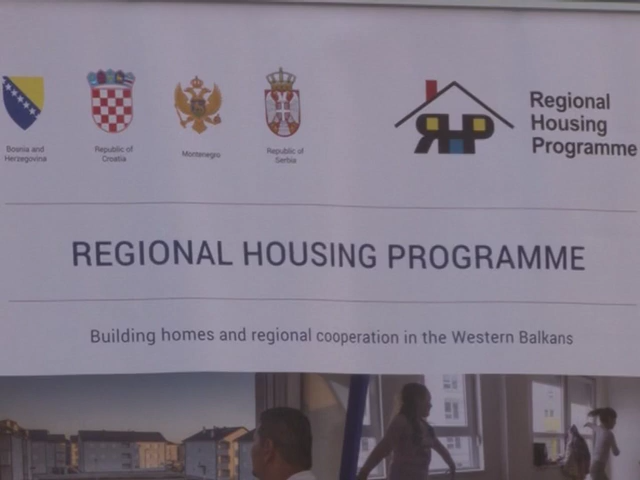 Bosnia and
Herzegovina
Republic of
Croatia
Montenegro
Republic of
Serbia
RHP
Regional
Housing
Programme
REGIONAL HOUSING PROGRAMME
Building homes and regional cooperation in the Western Balkans